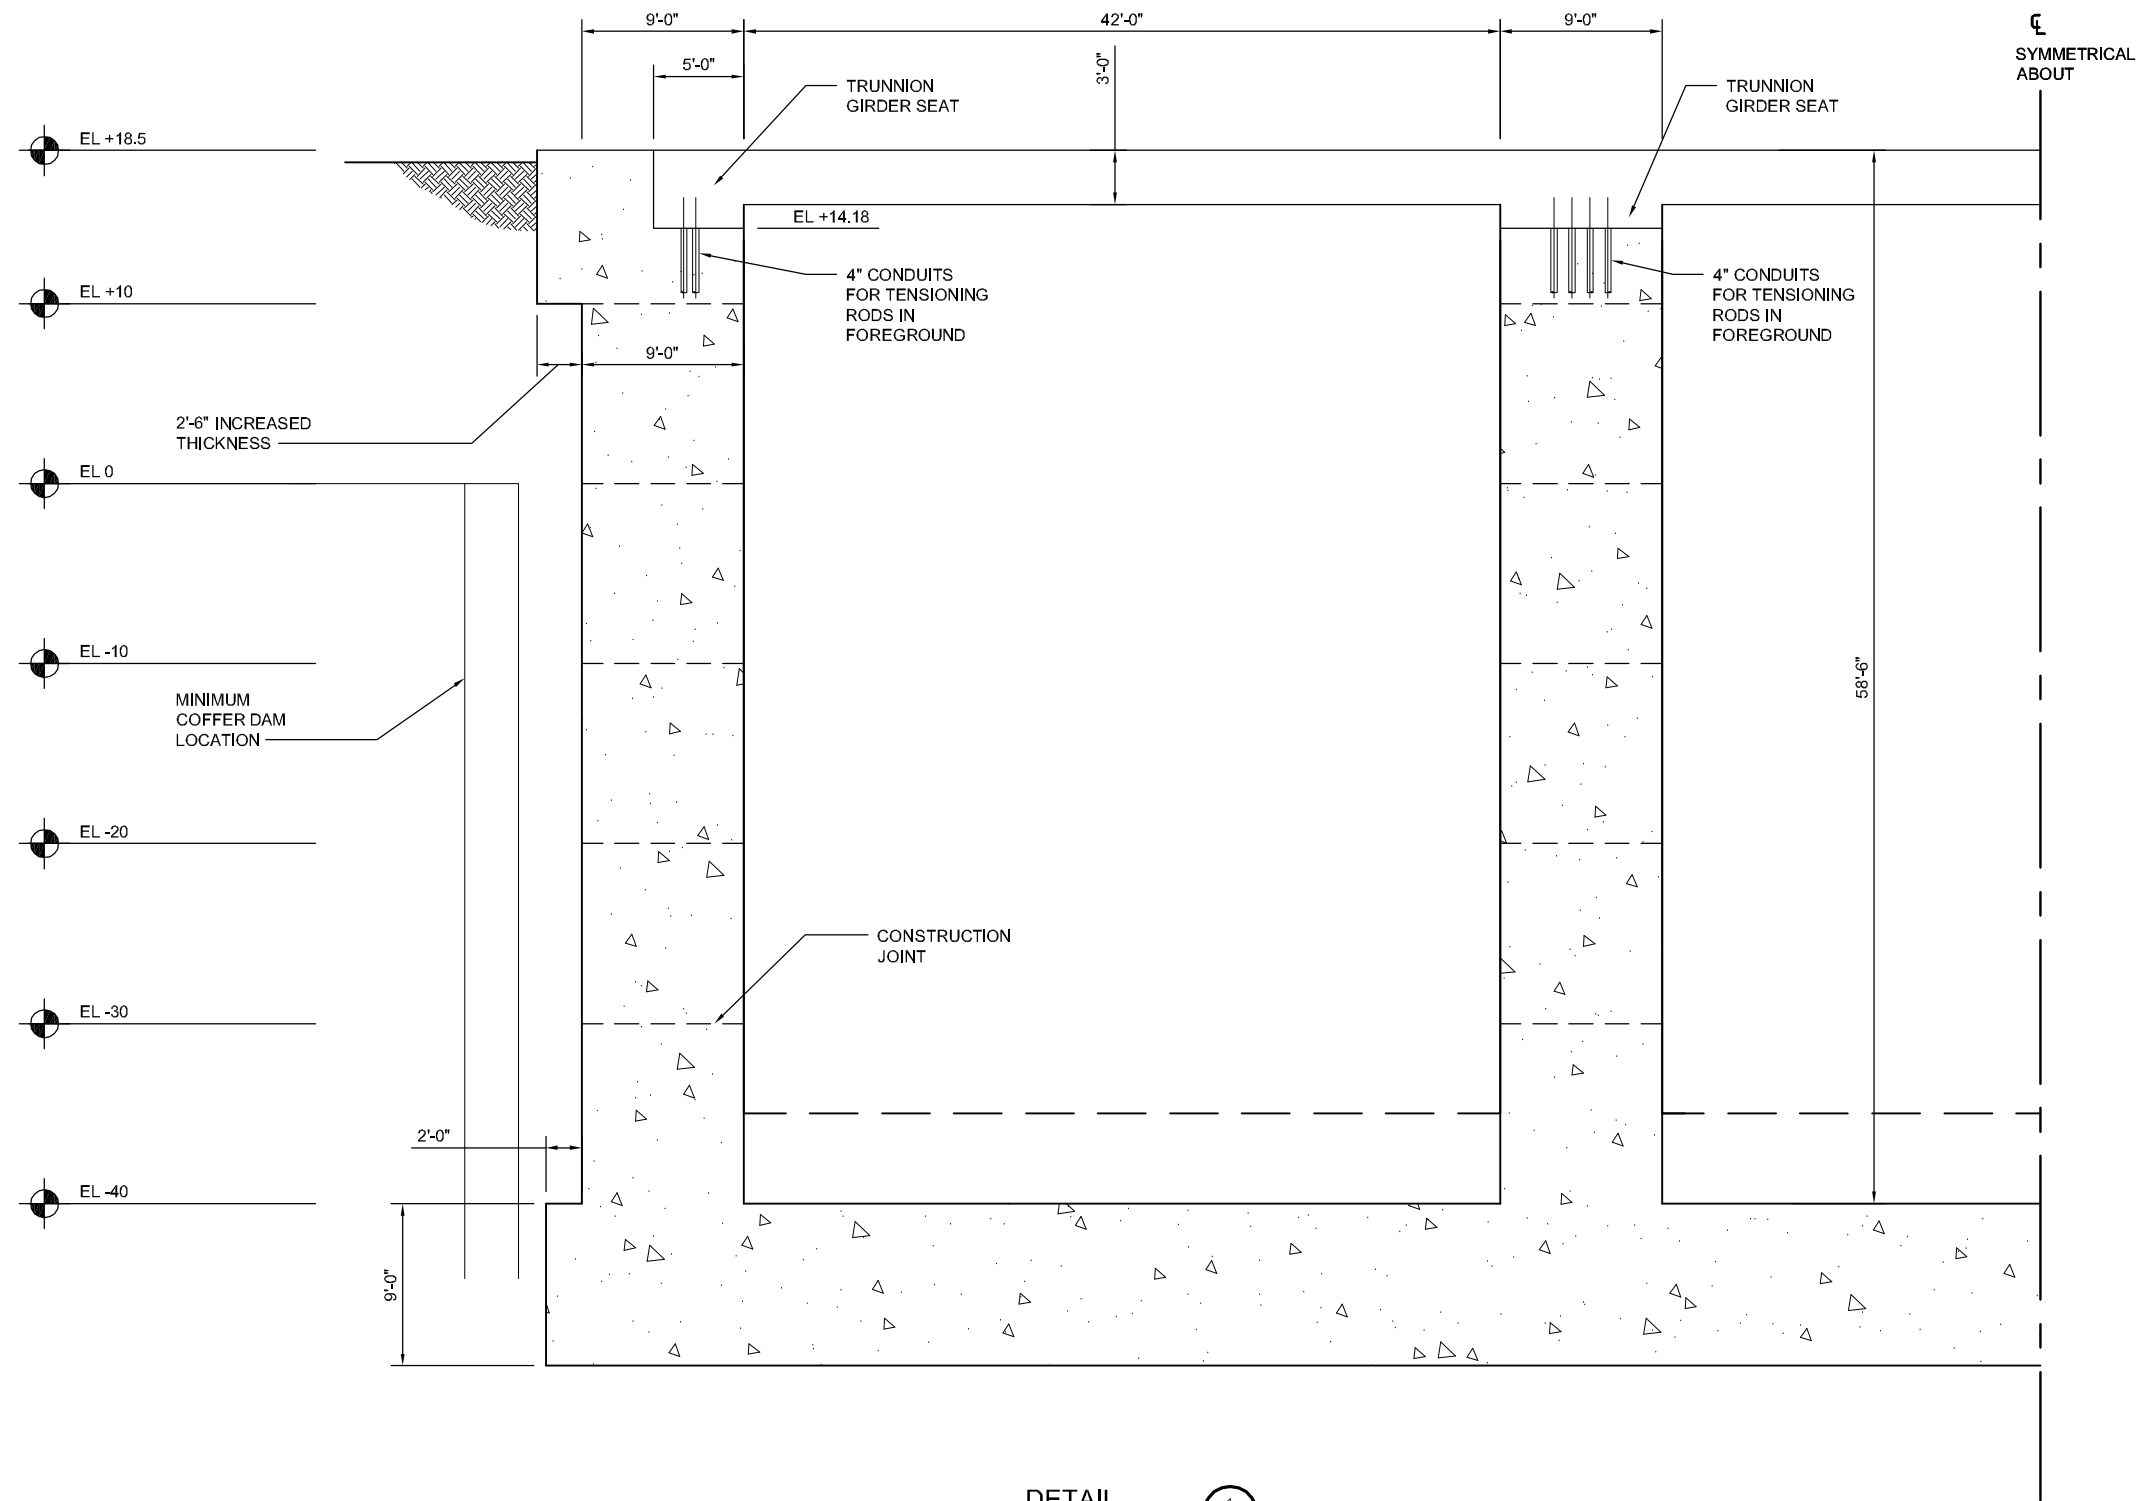 9'-0"
42'-0"
9'-0"
℄
SYMMETRICAL
ABOUT
5'-0"
3'-0"
TRUNNION
GIRDER SEAT
TRUNNION
GIRDER SEAT
EL +18.5
EL +14.18
4" CONDUITS
FOR TENSIONING
RODS IN
FOREGROUND
4" CONDUITS
FOR TENSIONING
RODS IN
FOREGROUND
EL +10
9'-0"
2'-6" INCREASED
THICKNESS
EL 0
EL -10
58'-6"
MINIMUM
COFFER DAM
LOCATION
EL -20
CONSTRUCTION
JOINT
EL -30
2'-0"
EL -40
9'-0"
DETAIL